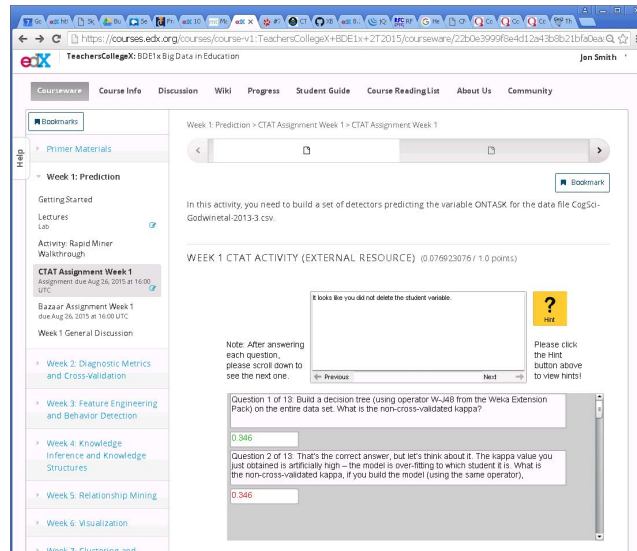 https://courses.edx.org/courses/course-v1:TeachersCollegeX+BDE1x+2T2015/courseware/22b0e3999f8e4d12a43b8b21bfa0ea
edX
TeachersCollegeX: BDE1x Big Data in Education
Jon Smith
Courseware Course Info Discussion Wiki Progress Student Guide Course Reading List About Us Community
Help
Bookmarks
Primer Materials
Week 1: Prediction
Getting Started
Lectures
Lab
Activity: Rapid Miner
Walkthrough
CTAT Assignment Week 1
Assignment due Aug 26, 2015 at 16:00
UTC
Bazaar Assignment Week 1
due Aug 26, 2015 at 16:00 UTC
Week 1 General Discussion
Week 2: Diagnostic Metrics
and Cross-Validation
Week 3: Feature Engineering
and Behavior Detection
Week 4: Knowledge
Inference and Knowledge
Structures
Week 5: Relationship Mining
Week 6: Visualization
Week 7: Clustering and
Week 1: Prediction > CTAT Assignment Week 1 > CTAT Assignment Week 1
Bookmark
In this activity, you need to build a set of detectors predicting the variable ONTASK for the data file CogSci-
Godwinetal-2013-3.csv.
WEEK 1 CTAT ACTIVITY (EXTERNAL RESOURCE) (0.076923076 / 1.0 points)
Note: After answering
each question,
please scroll down to
see the next one.
It looks like you did not delete the student variable.
Previous Next
?
Hint
Please click
the Hint
button above
to view hints!
Question 1 of 13: Build a decision tree (using operator W-J48 from the Weka Extension
Pack) on the entire data set. What is the non-cross-validated kappa?
0.346
Question 2 of 13: That's the correct answer, but let's think about it. The kappa value you
just obtained is artificially high – the model is over-fitting to which student it is. What is
the non-cross-validated kappa, if you build the model (using the same operator),
0.346